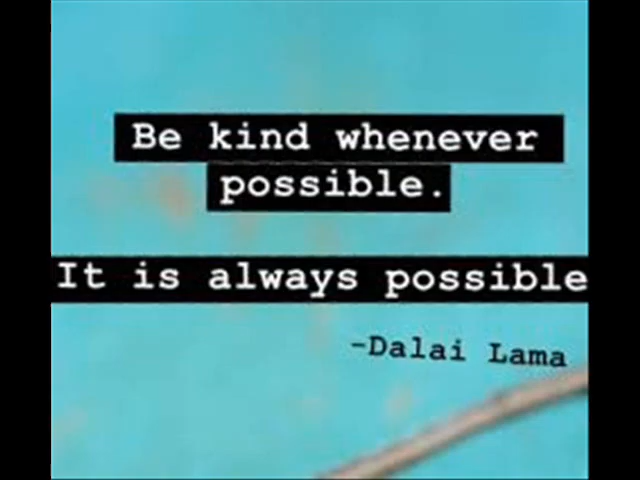 Be kind whenever
possible.
It is always possible
-Dalai Lama